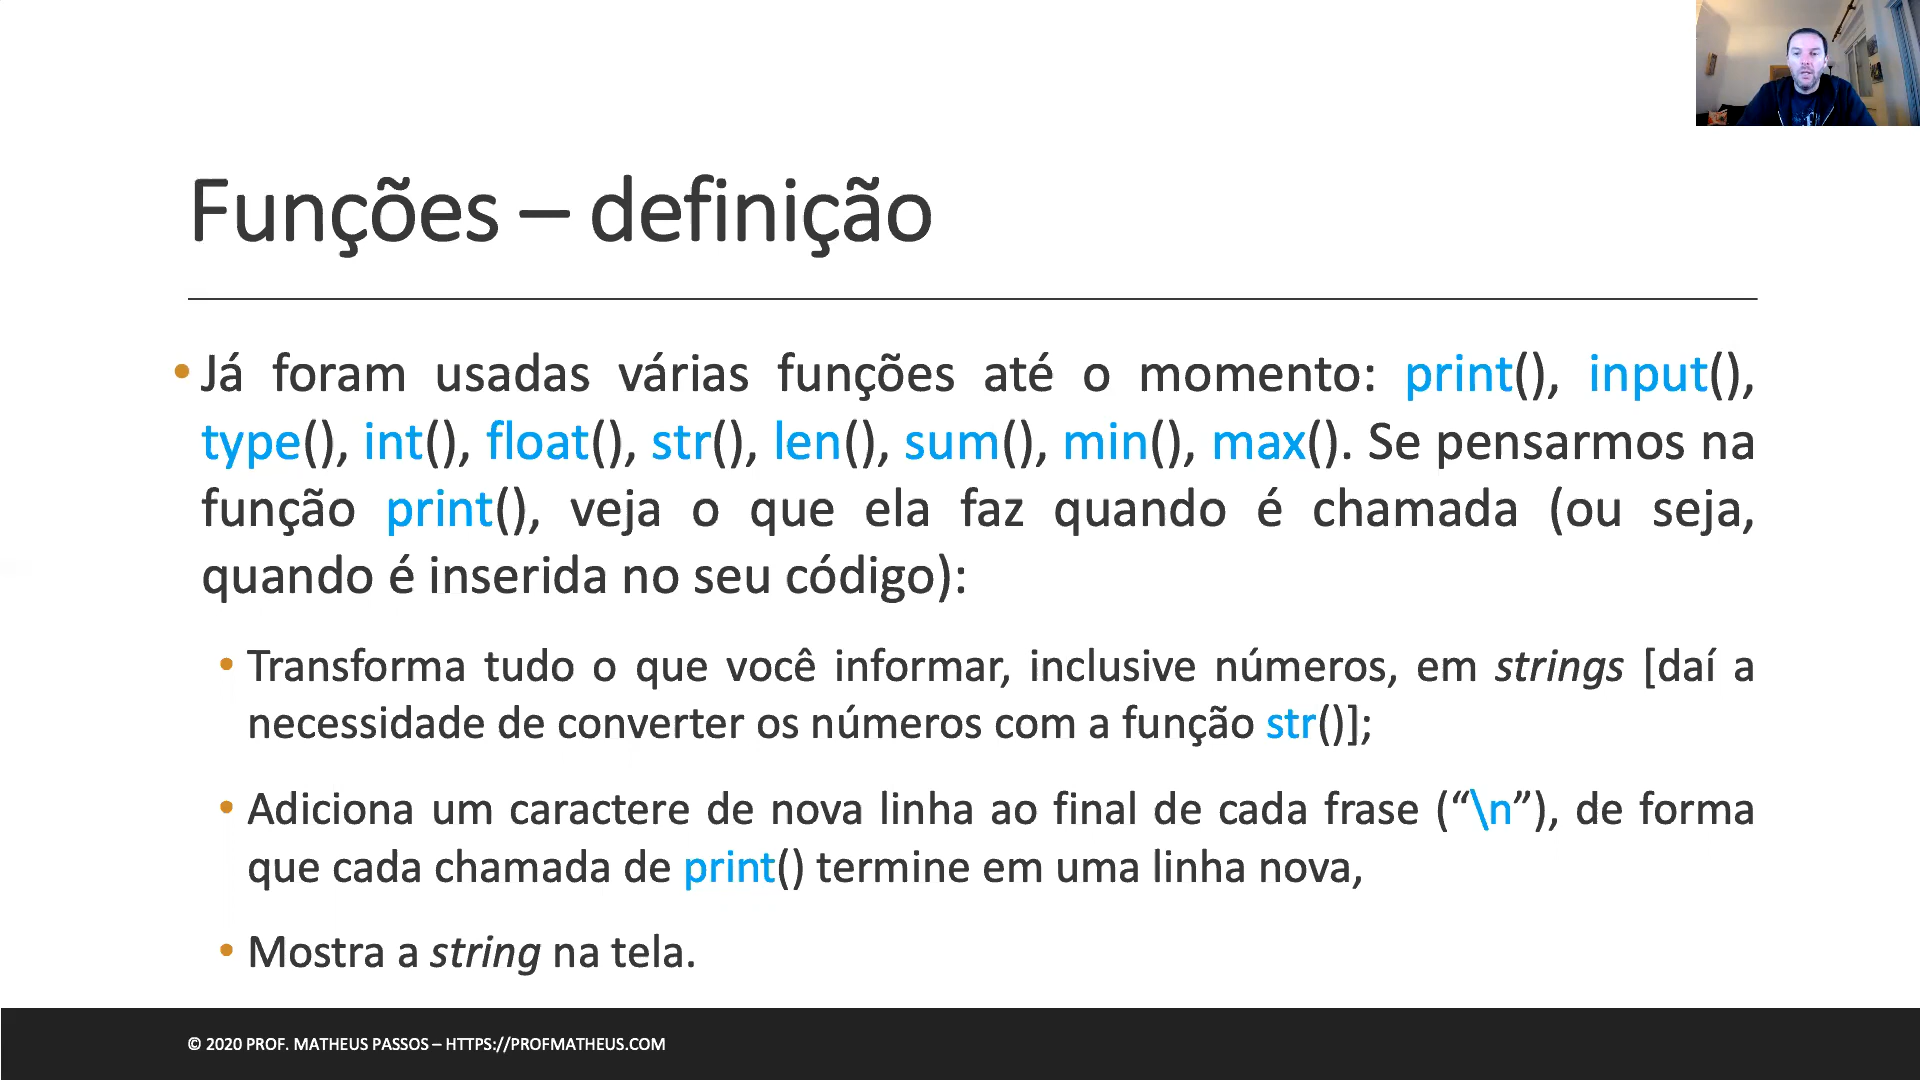 Funções – definição
• Já foram usadas várias funções até o momento: print(), input(),
type(), int(), float(), str(), len(), sum(), min(), max(). Se pensarmos na
função print(), veja o que ela faz quando é chamada (ou seja,
quando é inserida no seu código):
• Transforma tudo o que você informar, inclusive números, em strings [daí a
necessidade de converter os números com a função str()];
• Adiciona um caractere de nova linha ao final de cada frase (“\n”), de forma
que cada chamada de print() termine em uma linha nova,
• Mostra a string na tela.
© 2020 PROF. MATHEUS PASSOS – HTTPS://PROFMATHEUS.COM